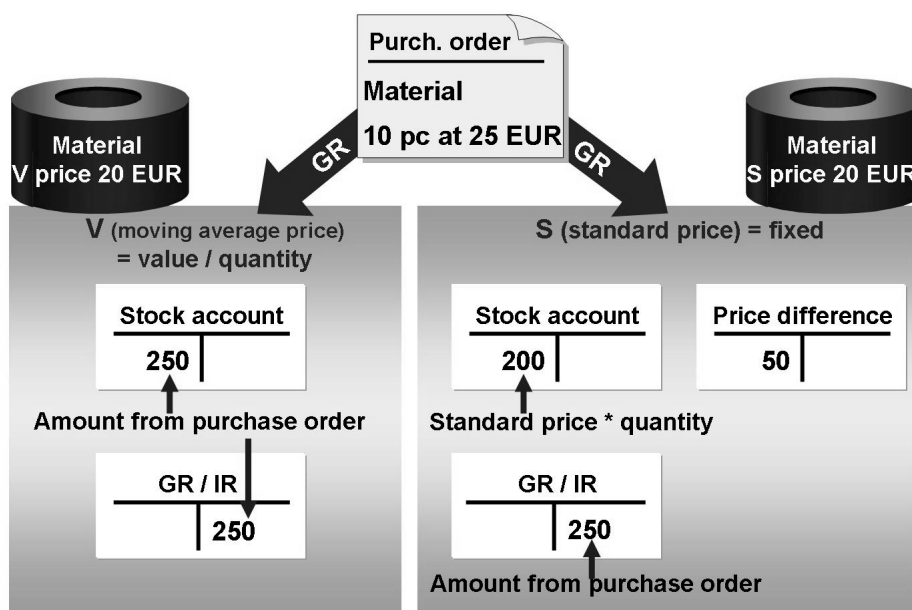 Purch. order
Material
10 pc at 25 EUR
Material
V price 20 EUR
GR
GR
Material
S price 20 EUR
V (moving average price)
= value / quantity
Stock account
250
Amount from purchase order
GR / IR
250
S (standard price) = fixed
Stock account
200
Price difference
50
Standard price * quantity
GR / IR
250
Amount from purchase order